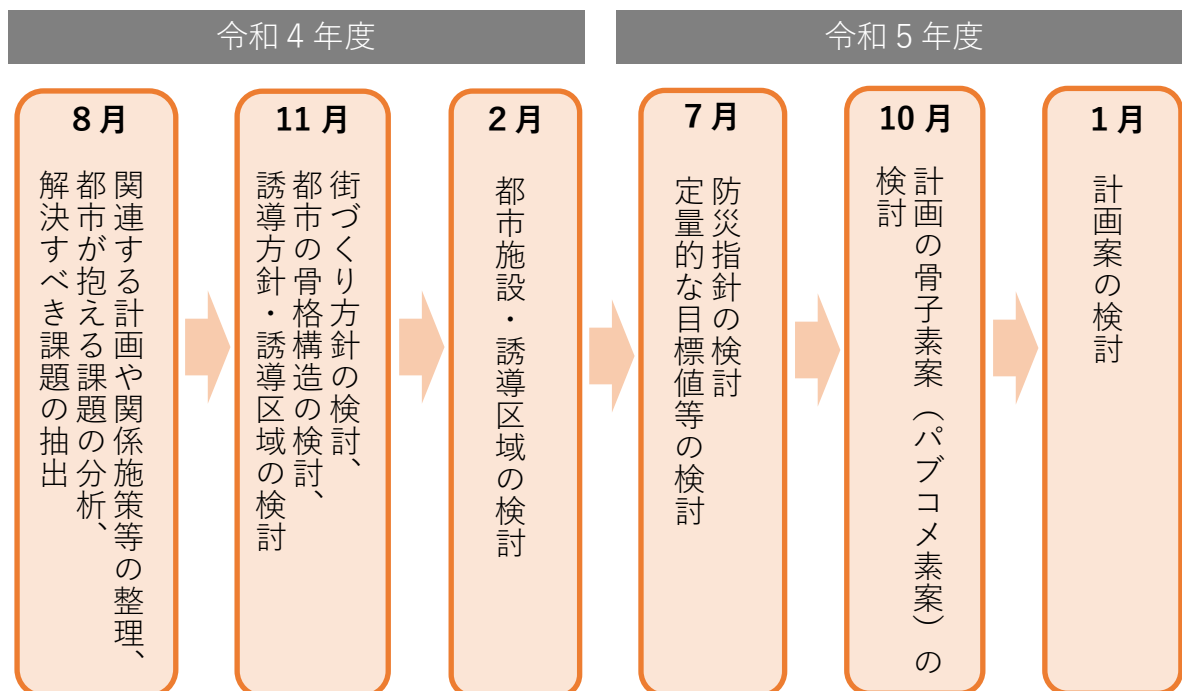 令和４年度
8月
関連する計画や関係施策等の整理、
都市が抱える課題の分析、
解決すべき課題の抽出
11月
街づくり方針の検討、
都市の骨格構造の検討、
誘導方針・誘導区域の検討
2月
都市施設・誘導区域の検討
令和５年度
7月
防災指針の検討
定量的な目標値等の検討
10月
計画の骨子素案（パブコメ素案）の
検討
1月
計画案の検討